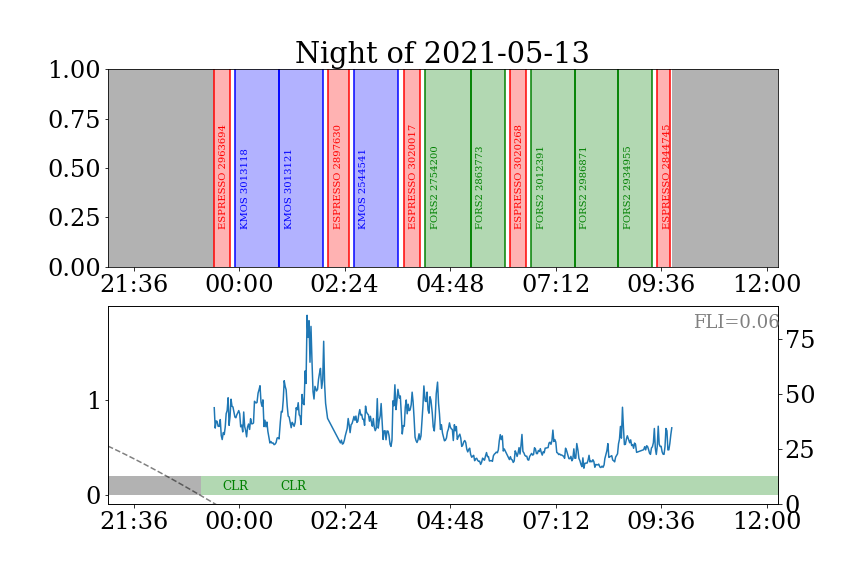 Night of 2021-05-13
1.00
0.75
0.50
0.25
0.00
ESPRESSO 2963694
KMOS 3013118
KMOS 3013121
ESPRESSO 2897630
KMOS 2544541
ESPRESSO 3020017
FORS2 2754200
FORS2 2863773
ESPRESSO 3020268
FORS2 3012391
FORS2 2986871
FORS2 2934955
ESPRESSO 2844745
21:36 00:00 02:24 04:48 07:12 09:36 12:00
FLI=0.06
1
0
75
50
25
0
CLR CLR
21:36 00:00 02:24 04:48 07:12 09:36 12:00